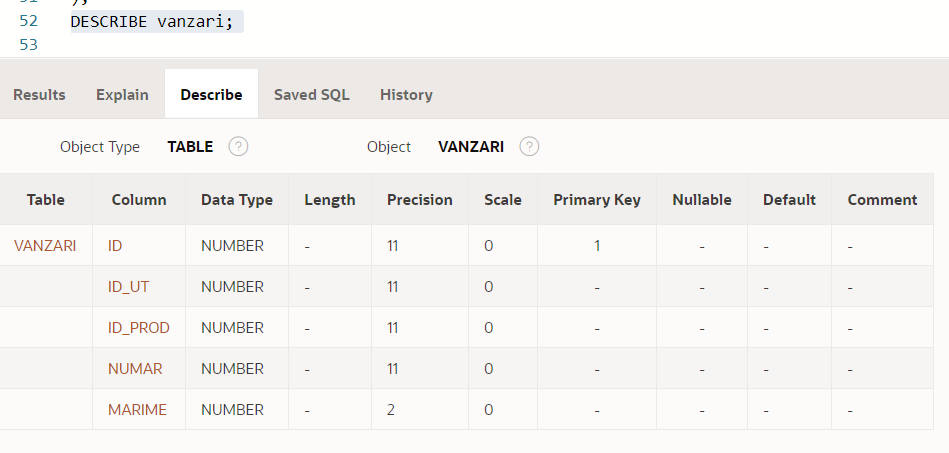 51 );
52 DESCRIBE vanzari;
53
Results Explain Describe Saved SQL History
Object Type TABLE ? Object VANZARI ?
Table Column Data Type Length Precision Scale Primary Key Nullable Default Comment
VANZARI ID NUMBER - 11 0 1 - - -
ID_UT NUMBER - 11 0 - - - -
ID_PROD NUMBER - 11 0 - - - -
NUMAR NUMBER - 11 0 - - - -
MARIME NUMBER - 2 0 - - - -